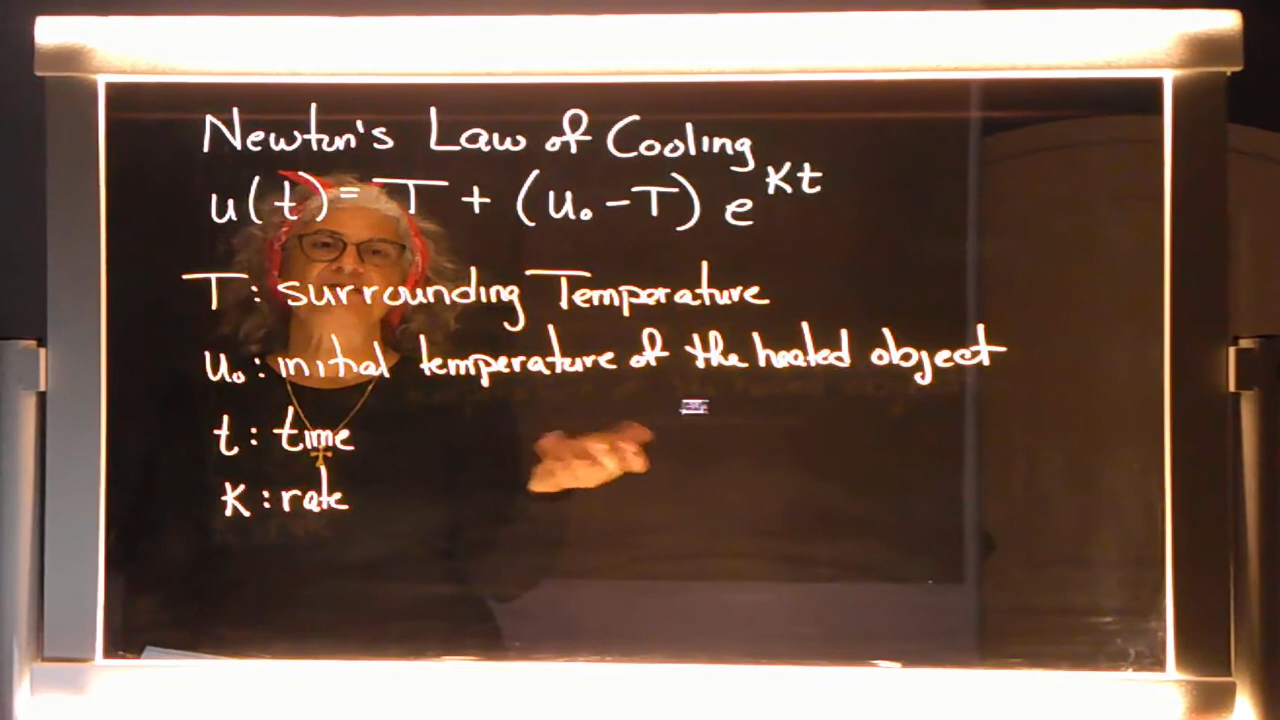 Newton's Law of Cooling
u(t) = T + (u₀ - T) e^{Kt}
T : surrounding Temperature
u₀ : initial temperature of the heated object
t : time
K : rate